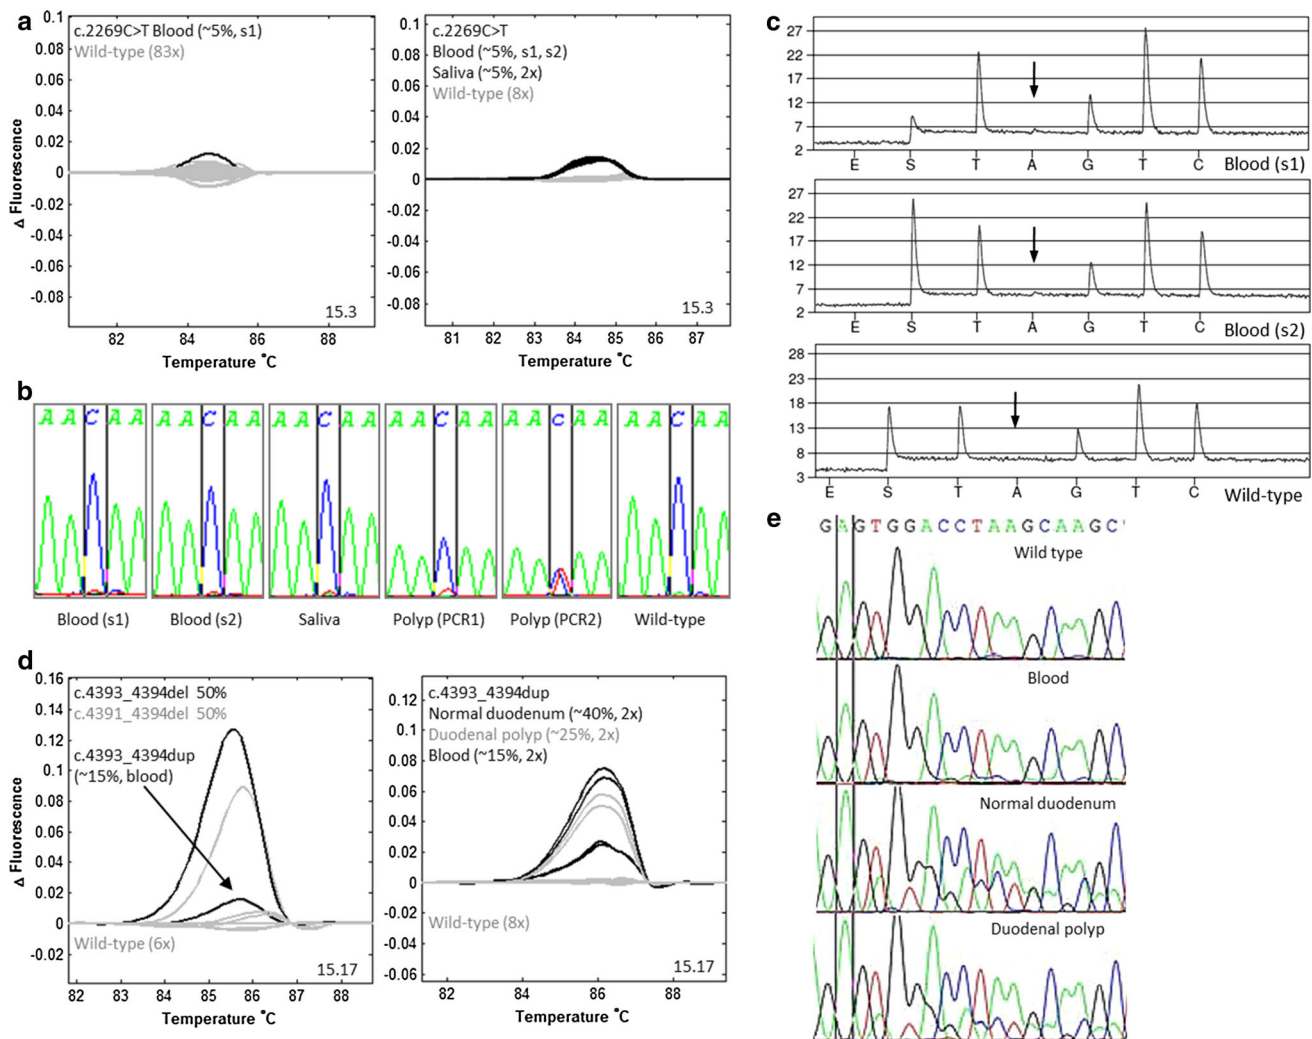 a
0.1
0.08
0.06
0.04
0.02
0
-0.02
-0.04
-0.06
-0.08
Δ Fluorescence
c.2269C>T Blood (~5%, s1)
Wild-type (83x)
15.3
82 84 86 88
Temperature °C
0.1
0.08
0.06
0.04
0.02
0
-0.02
-0.04
-0.06
-0.08
c.2269C>T
Blood (~5%, s1, s2)
Saliva (~5%, 2x)
Wild-type (8x)
15.3
81 82 83 84 85 86 87
Temperature °C
b
A A C A A
A A C A A
A A C A A
A A C A A
A A C A A
A A C A A
Blood (s1)
Blood (s2)
Saliva
Polyp (PCR1)
Polyp (PCR2)
Wild-type
c
27
22
17
12
7
2
E S T A G T C
Blood (s1)
27
22
17
12
7
2
E S T A G T C
Blood (s2)
28
23
18
13
8
3
E S T A G T C
Wild-type
d
0.16
0.14
0.12
0.1
0.08
0.06
0.04
0.02
0
-0.02
Δ Fluorescence
c.4393_4394del 50%
c.4391_4394del 50%
c.4393_4394dup
(~15%, blood)
Wild-type (6x)
15.17
82 83 84 85 86 87 88
Temperature °C
0.12
0.1
0.08
0.06
0.04
0.02
0
-0.02
-0.04
-0.06
c.4393_4394dup
Normal duodenum (~40%, 2x)
Duodenal polyp (~25%, 2x)
Blood (~15%, 2x)
Wild-type (8x)
15.17
82 84 86 88
Temperature °C
e
G A G T G G A C C T A A G C A A G C
Wild type
Blood
Normal duodenum
Duodenal polyp